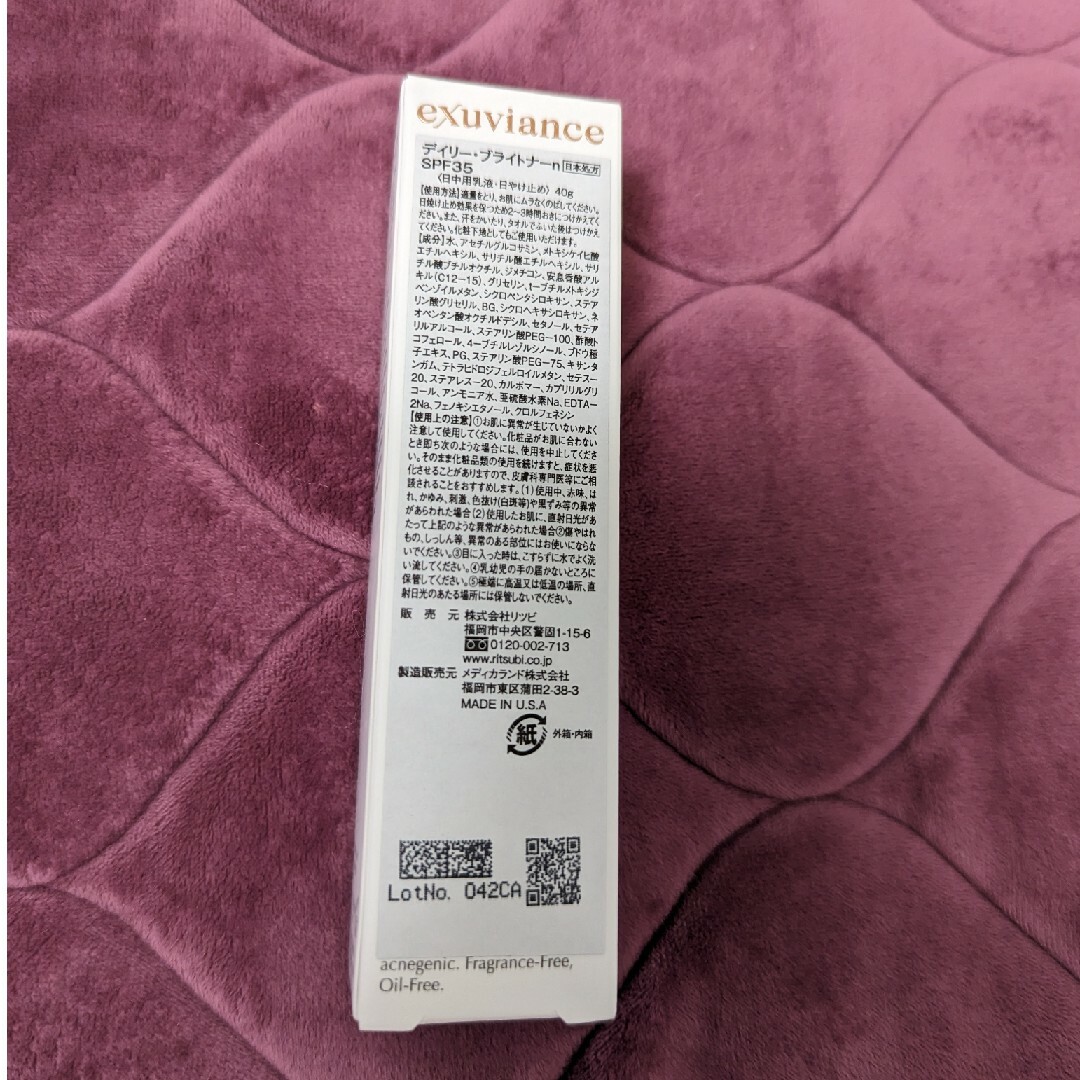 exuviance
デイリー・ブライトナーn 日本処方
SPF35
〈日中用乳液・日やけ止め〉 40g
【使用方法】適量をとり、お肌にムラなくのばしてください。
日焼け止め効果を保つため2〜3時間おきにつけかえてく
ださい。また、汗をかいたり、タオルでふいた後はつけかえ
てください。化粧下地としてもご使用いただけます。
【成分】水、アセチルグルコサミン、メトキシケイヒ酸
エチルヘキシル、サリチル酸エチルヘキシル、サリ
チル酸ブチルオクチル、ジメチコン、安息香酸アル
キル(C12-15)、グリセリン、t-ブチルメトキシジ
ベンゾイルメタン、シクロペンタシロキサン、ステア
リン酸グリセリル、BG、シクロヘキサシロキサン、ネ
オペンタン酸オクチルドデシル、セタノール、セテア
リルアルコール、ステアリン酸PEG-100、酢酸ト
コフェロール、4-ブチルレゾルシノール、ブドウ種
子エキス、PG、ステアリン酸PEG-75、キサンタ
ンガム、テトラヒドロジフェルロイルメタン、セテス-
20、ステアレス-20、カルボマー、カプリリルグリ
コール、アンモニア水、亜硫酸水素Na、EDTA-
2Na、フェノキシエタノール、クロルフェネシン
【使用上の注意】①お肌に異常が生じていないかよく
注意して使用してください。化粧品がお肌に合わない
とき即ち次のような場合には、使用を中止してくださ
い。そのまま化粧品類の使用を続けますと、症状を悪
化させることがありますので、皮膚科専門医等にご相
談されることをおすすめします。(1)使用中、赤味、は
れ、かゆみ、刺激、色抜け(白斑等)や黒ずみ等の異常
があらわれた場合(2)使用したお肌に、直射日光があ
たって上記のような異常があらわれた場合②傷やはれ
もの、しっしん等、異常のある部位にはお使いにならな
いでください。③目に入った時は、こすらずに水でよく洗
い流してください。④乳幼児の手の届かないところに
保管してください。⑤極端に高温又は低温の場所、直
射日光のあたる場所には保管しないでください。
販 売 元 株式会社リツビ
福岡市中央区警固1-15-6
0120-002-713
www.ritsubi.co.jp
製造販売元 メディカランド株式会社
福岡市東区蒲田2-38-3
MADE IN U.S.A
紙 外箱・内箱
LotNo. 042CA
acnegenic. Fragrance-Free,
Oil-Free.